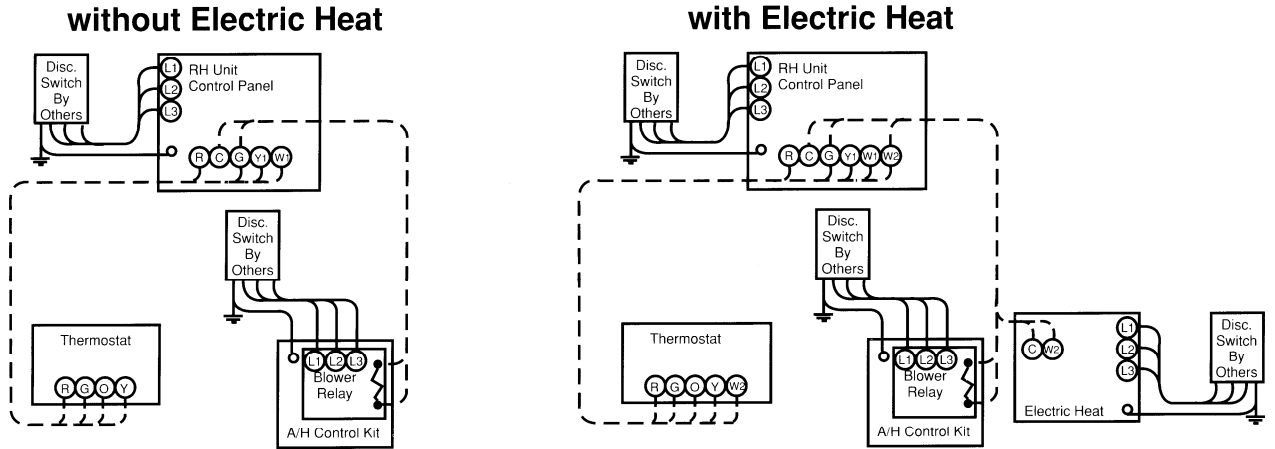 without Electric Heat
Disc.
Switch
By
Others
L1
L2
L3
RH Unit
Control Panel
R C G Y1 W1
Disc.
Switch
By
Others
Thermostat
R G O Y
L1 L2 L3
Blower
Relay
A/H Control Kit
with Electric Heat
Disc.
Switch
By
Others
L1
L2
L3
RH Unit
Control Panel
R C G Y1 W1 W2
Disc.
Switch
By
Others
Thermostat
R G O Y W2
L1 L2 L3
Blower
Relay
A/H Control Kit
C W2
L1
L2
L3
Electric Heat
Disc.
Switch
By
Others